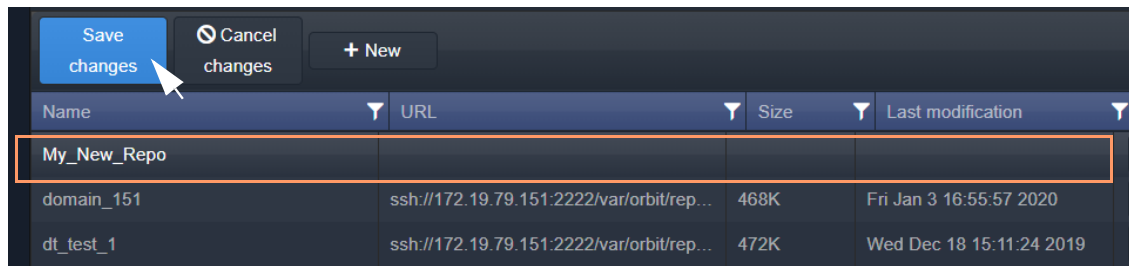 Save changes
Cancel changes
+ New
Name URL Size Last modification
My_New_Repo
domain_151 ssh://172.19.79.151:2222/var/orbit/rep... 468K Fri Jan 3 16:55:57 2020
dt_test_1 ssh://172.19.79.151:2222/var/orbit/rep... 472K Wed Dec 18 15:11:24 2019